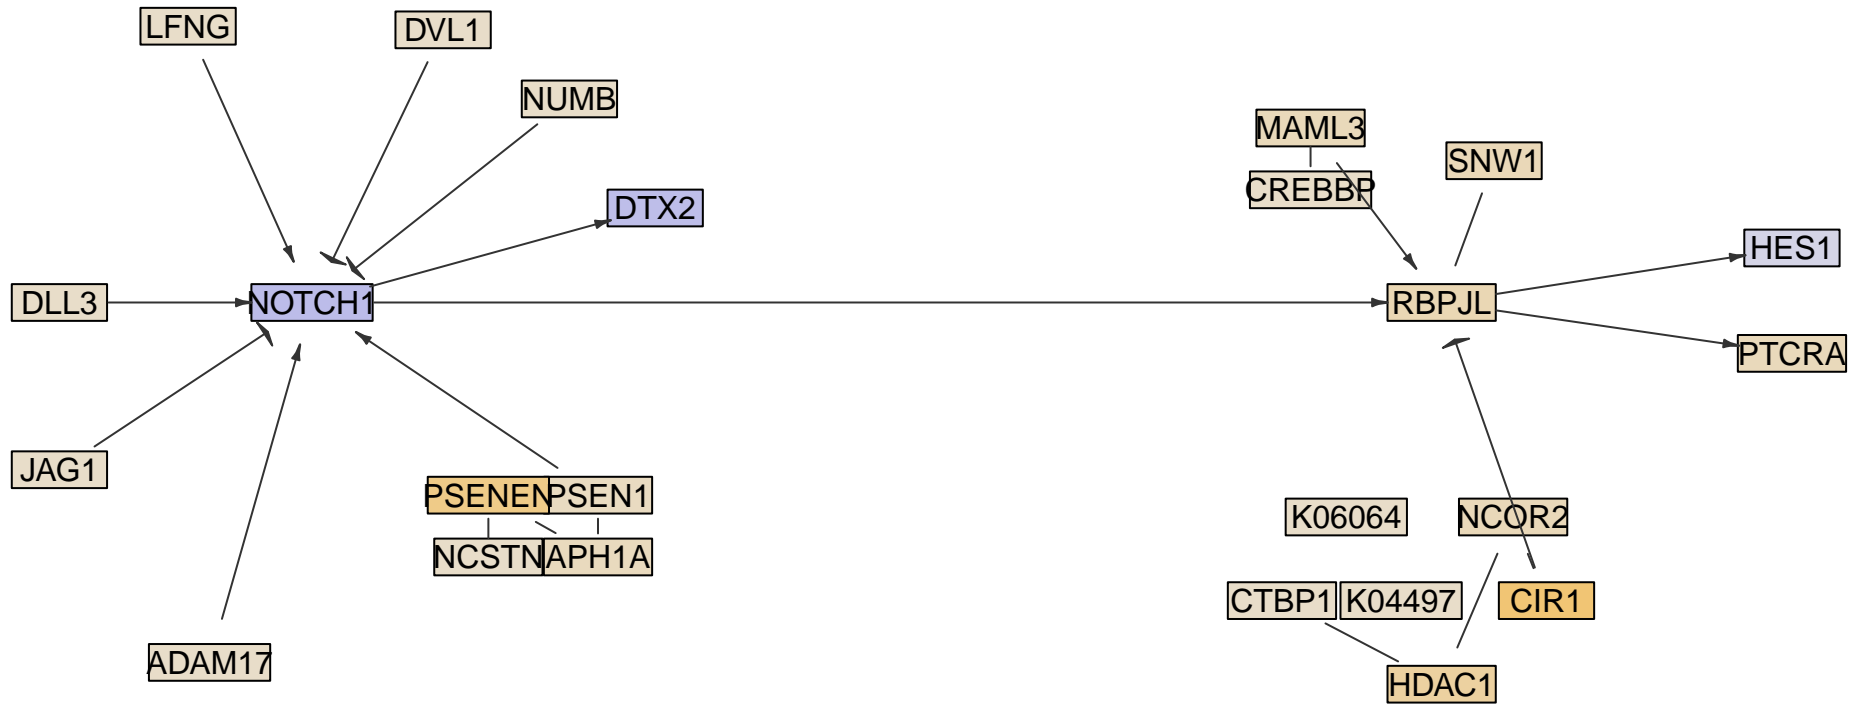 LFNG
DVL1
NUMB
MAML3
SNW1
CREBBP
DTX2
HES1
DLL3
NOTCH1
RBPJL
PTCRA
JAG1
PSENEN
PSEN1
K06064
NCOR2
NCSTN
APH1A
CTBP1
K04497
CIR1
ADAM17
HDAC1